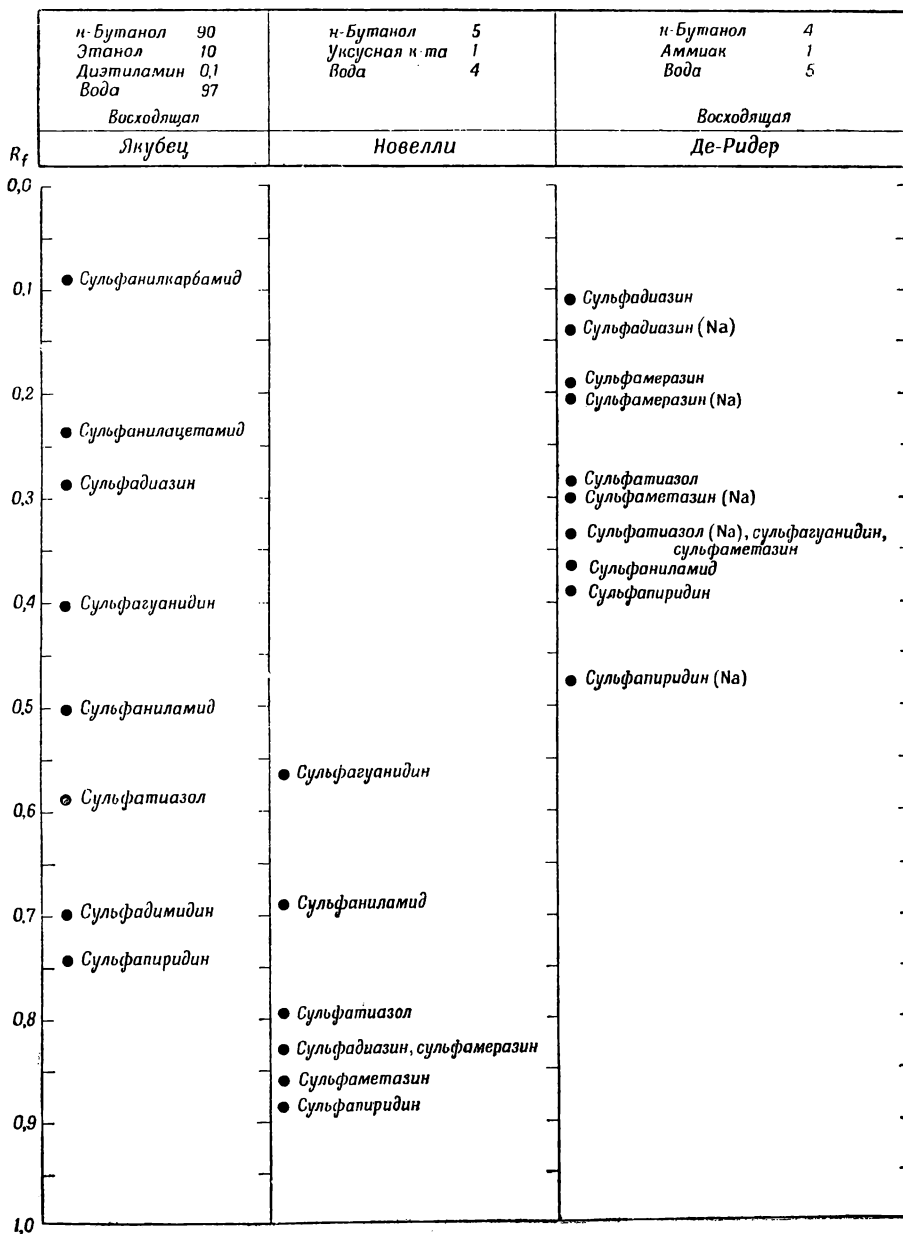 н-Бутанол 90
Этанол 10
Диэтиламин 0,1
Вода 97
Восходящая
Якубец
н-Бутанол 5
Уксусная к-та 1
Вода 4
Новелли
н-Бутанол 4
Аммиак 1
Вода 5
Восходящая
Де-Ридер
Rf
0,0
0,1
0,2
0,3
0,4
0,5
0,6
0,7
0,8
0,9
1,0
Сульфанилкарбамид
Сульфанилацетамид
Сульфадиазин
Сульфагуанидин
Сульфаниламид
Сульфатиазол
Сульфадимидин
Сульфапиридин
Сульфагуанидин
Сульфаниламид
Сульфатиазол
Сульфадиазин, сульфамеразин
Сульфаметазин
Сульфапиридин
Сульфадиазин
Сульфадиазин (Na)
Сульфамеразин
Сульфамеразин (Na)
Сульфатиазол
Сульфаметазин (Na)
Сульфатиазол (Na), сульфагуанидин,
сульфаметазин
Сульфаниламид
Сульфапиридин
Сульфапиридин (Na)